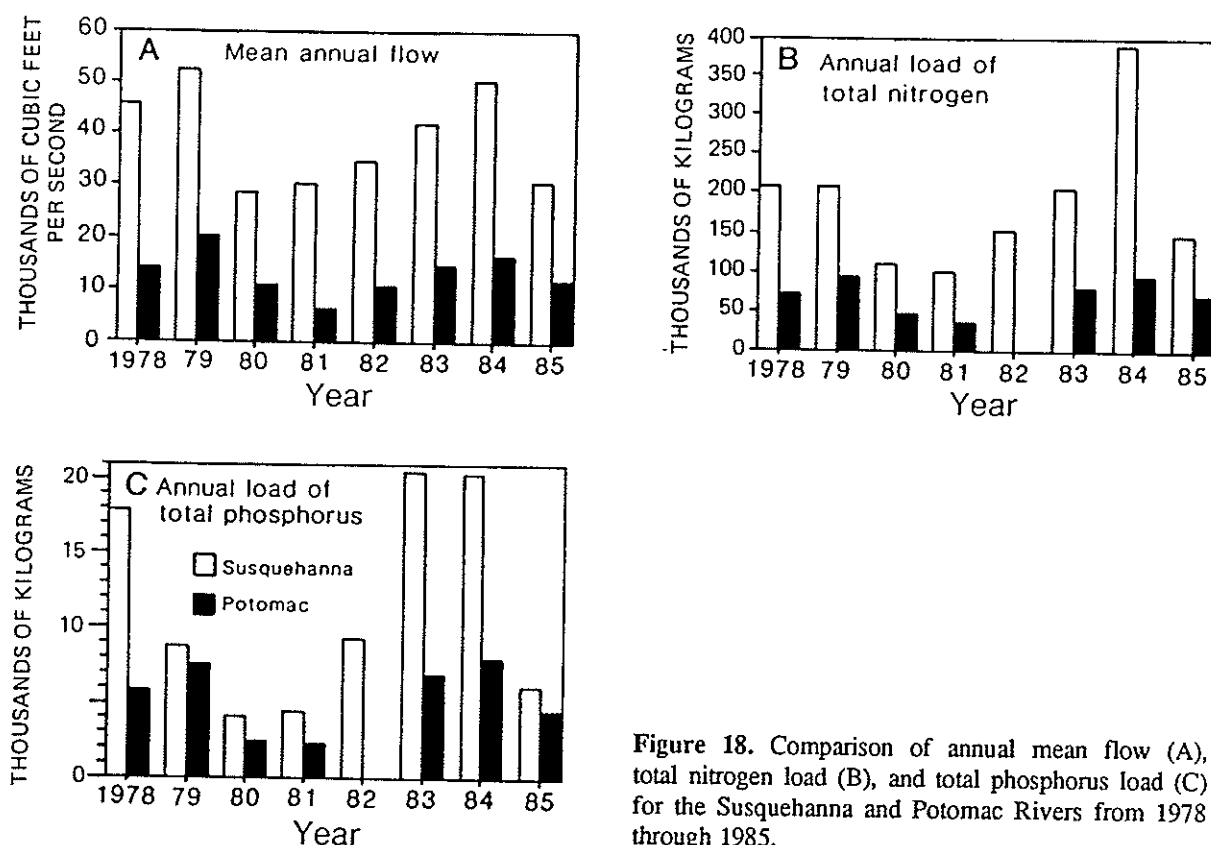 A Mean annual flow
THOUSANDS OF CUBIC FEET
PER SECOND
60
50
40
30
20
10
0
1978 79 80 81 82 83 84 85
Year
B Annual load of
total nitrogen
THOUSANDS OF KILOGRAMS
400
350
300
250
200
150
100
50
0
1978 79 80 81 82 83 84 85
Year
C Annual load of
total phosphorus
Susquehanna
Potomac
THOUSANDS OF KILOGRAMS
20
15
10
5
0
1978 79 80 81 82 83 84 85
Year
Figure 18. Comparison of annual mean flow (A),
total nitrogen load (B), and total phosphorus load (C)
for the Susquehanna and Potomac Rivers from 1978
through 1985.